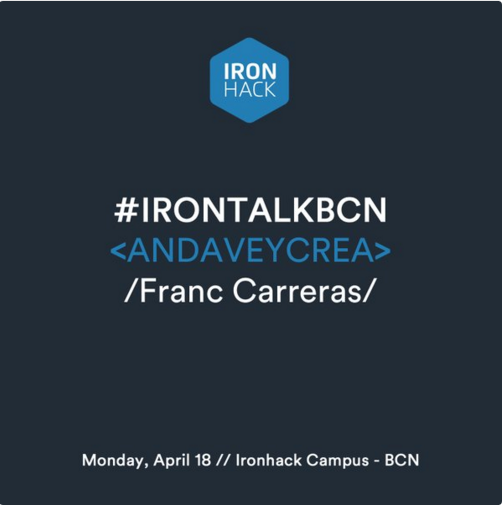 IRON
HACK
#IRONTALKBCN
<ANDAVEYCREA>
/Franc Carreras/
Monday, April 18 // Ironhack Campus - BCN